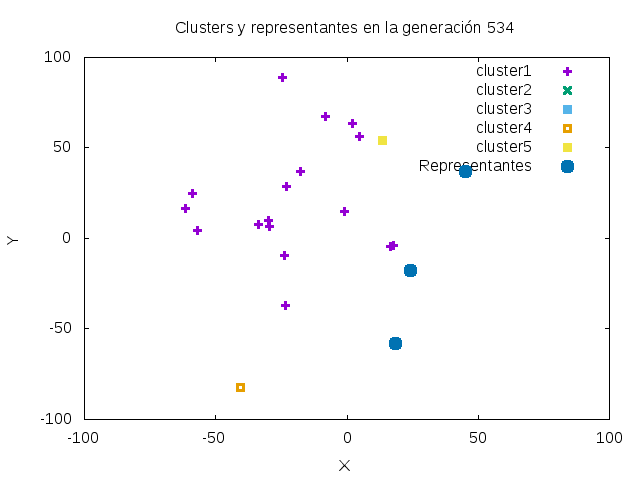 Clusters y representantes en la generación 534
100
50
0
-50
-100
-100
-50
0
50
100
Y
X
cluster1
cluster2
cluster3
cluster4
cluster5
Representantes